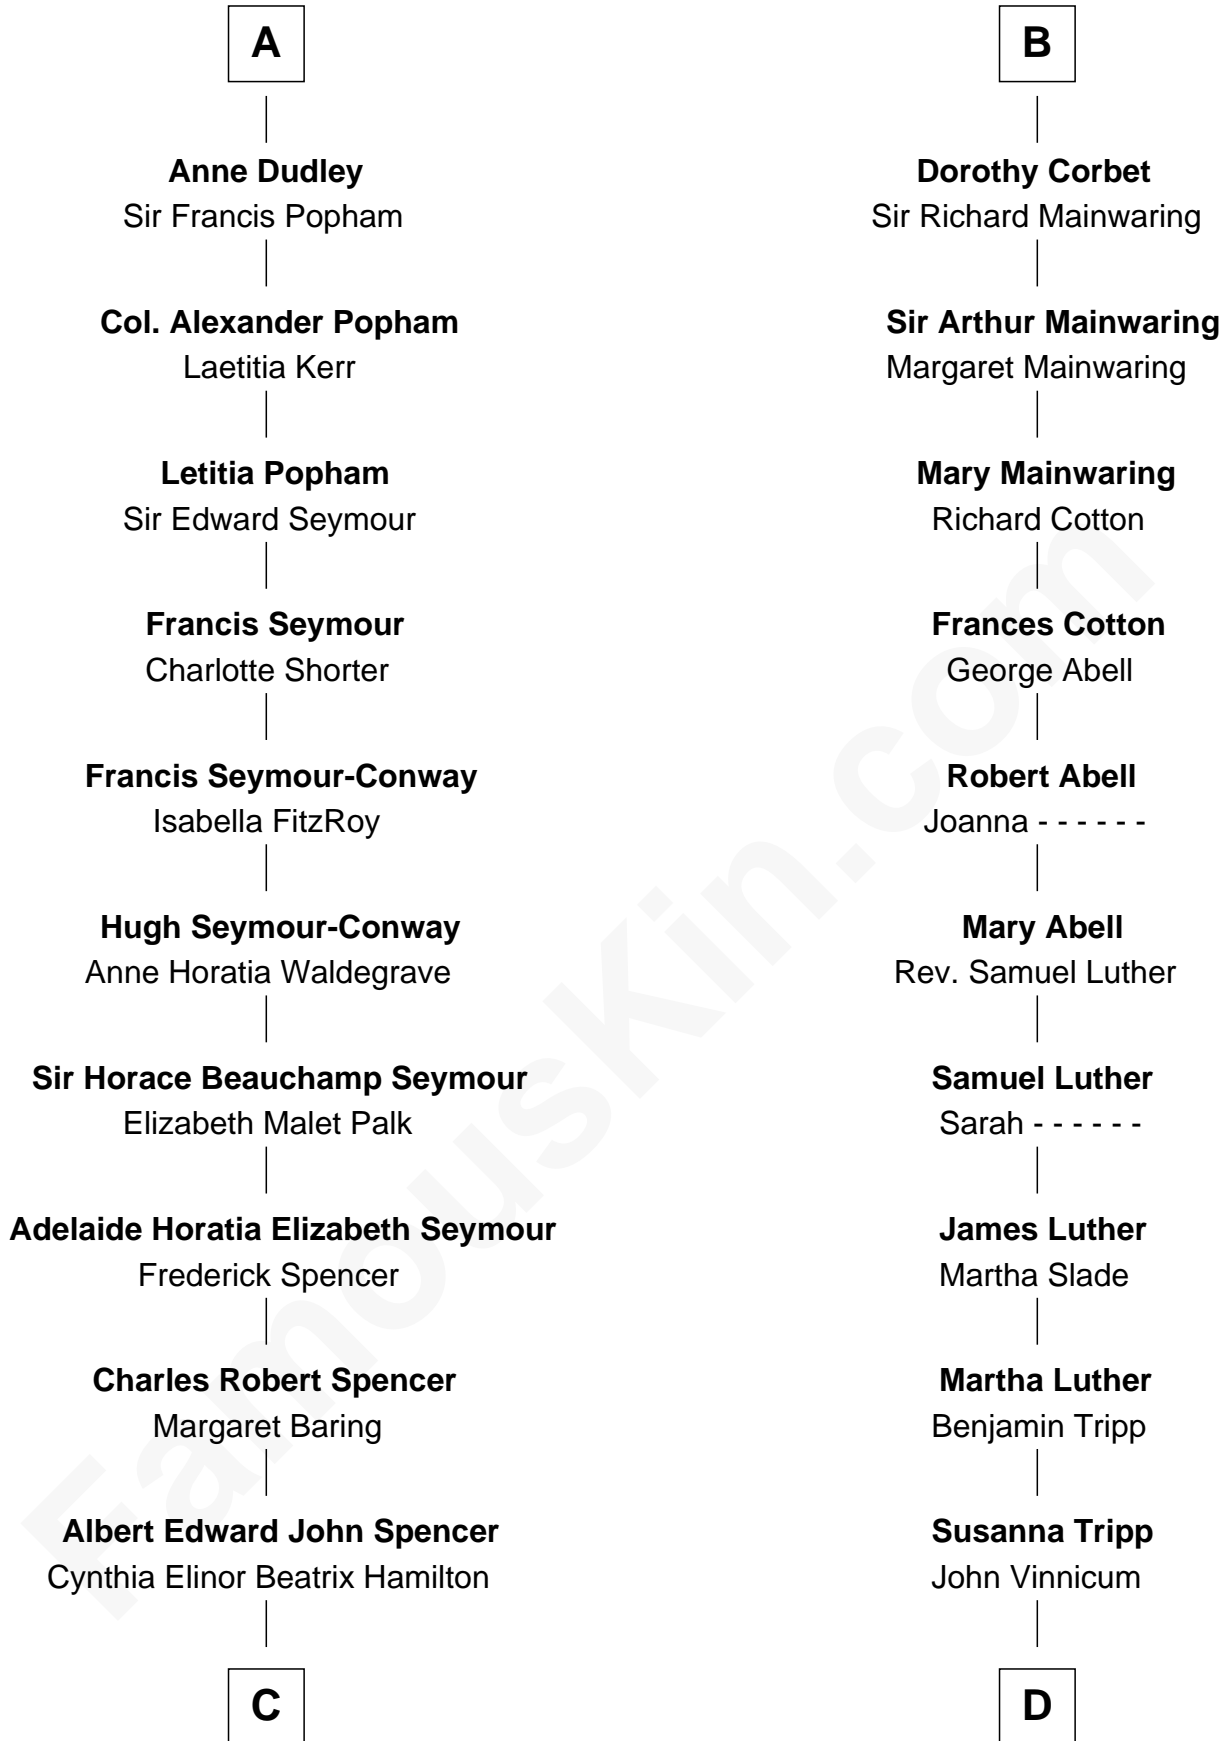 A
Anne Dudley
Sir Francis Popham
Col. Alexander Popham
Laetitia Kerr
Letitia Popham
Sir Edward Seymour
Francis Seymour
Charlotte Shorter
Francis Seymour-Conway
Isabella FitzRoy
Hugh Seymour-Conway
Anne Horatia Waldegrave
Sir Horace Beauchamp Seymour
Elizabeth Malet Palk
Adelaide Horatia Elizabeth Seymour
Frederick Spencer
Charles Robert Spencer
Margaret Baring
Albert Edward John Spencer
Cynthia Elinor Beatrix Hamilton
C
B
Dorothy Corbet
Sir Richard Mainwaring
Sir Arthur Mainwaring
Margaret Mainwaring
Mary Mainwaring
Richard Cotton
Frances Cotton
George Abell
Robert Abell
Joanna - - - - - -
Mary Abell
Rev. Samuel Luther
Samuel Luther
Sarah - - - - - -
James Luther
Martha Slade
Martha Luther
Benjamin Tripp
Susanna Tripp
John Vinnicum
D
FamousKin.com